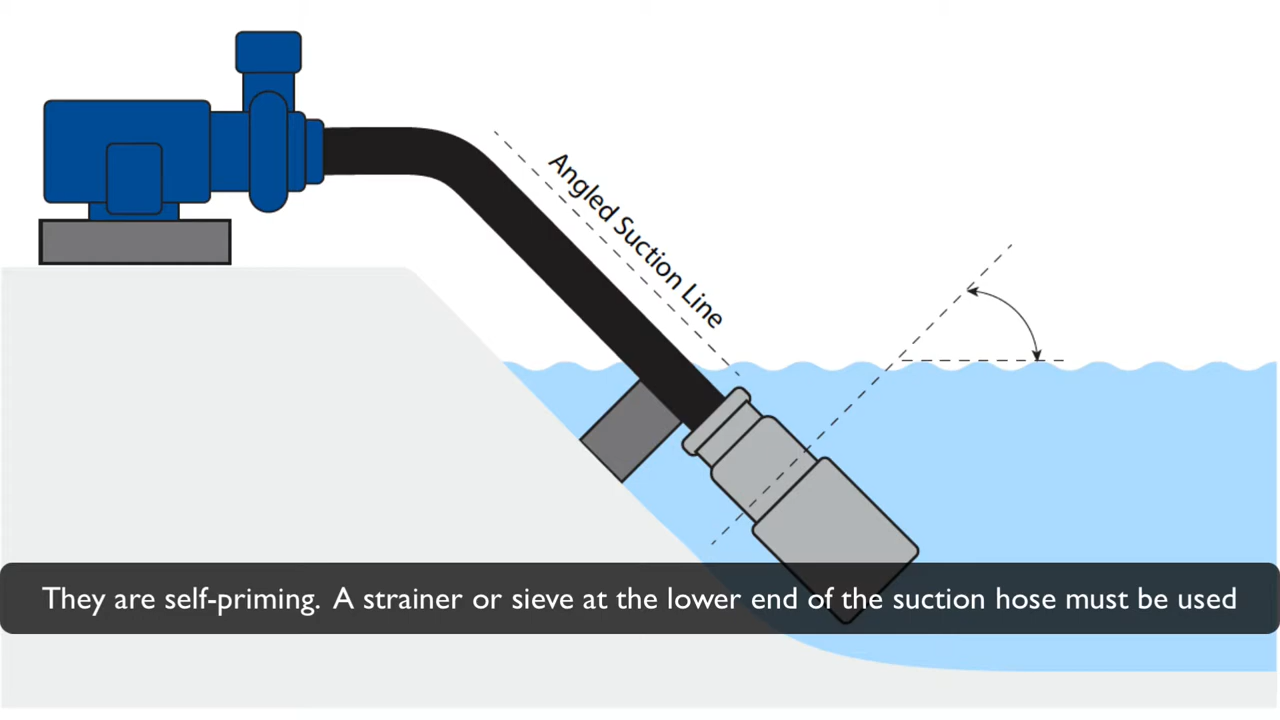 Angled Suction Line
They are self-priming. A strainer or sieve at the lower end of the suction hose must be used